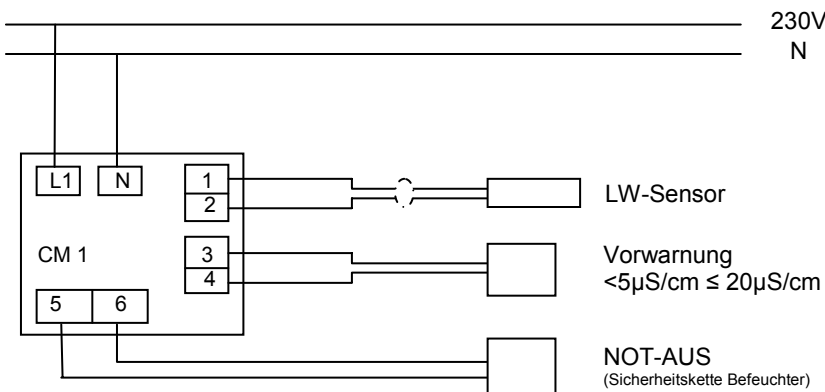 230V
N
L1 N 1
2
LW-Sensor
CM 1
3
4
Vorwarnung
<5µS/cm ≤ 20µS/cm
5 6
NOT-AUS
(Sicherheitskette Befeuchter)